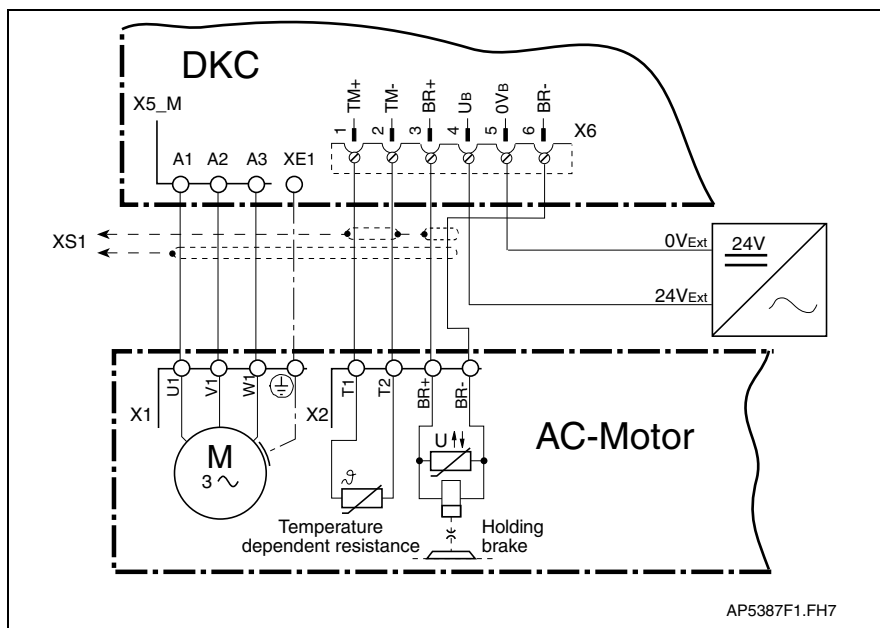 DKC
X5_M
TM+
TM-
BR+
UB
0VB
BR-
1
2
3
4
5
6
X6
A1
A2
A3
XE1
XS1
0VExt
24V
24VExt
U1
V1
W1
T1
T2
BR+
BR-
X1
X2
U
AC-Motor
M
3
ϑ
Temperature
dependent resistance
Holding
brake
AP5387F1.FH7